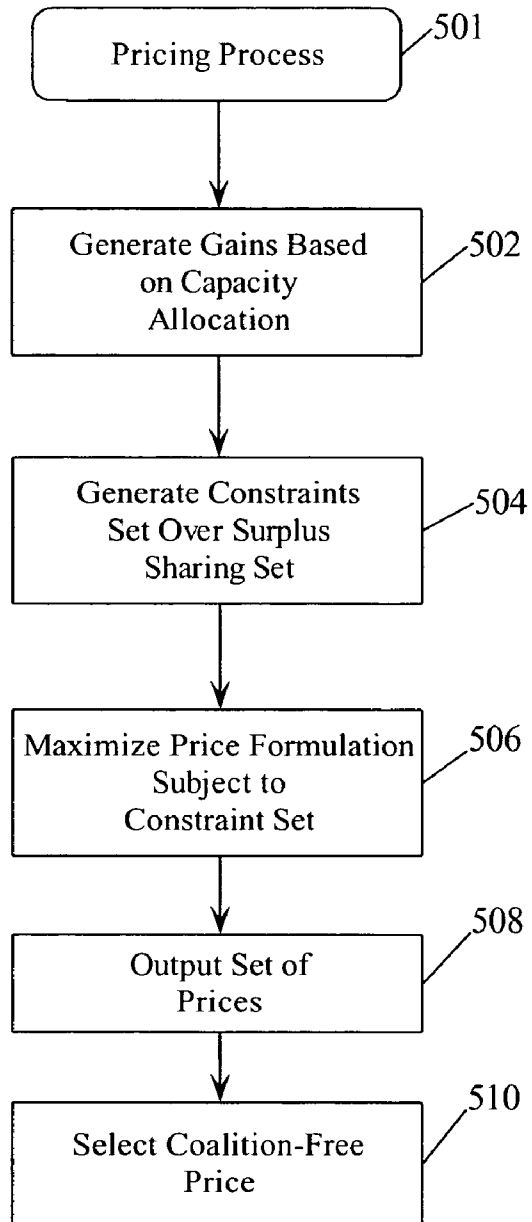 Pricing Process
501
Generate Gains Based
on Capacity
Allocation
502
Generate Constraints
Set Over Surplus
Sharing Set
504
Maximize Price Formulation
Subject to
Constraint Set
506
Output Set of
Prices
508
Select Coalition-Free
Price
510